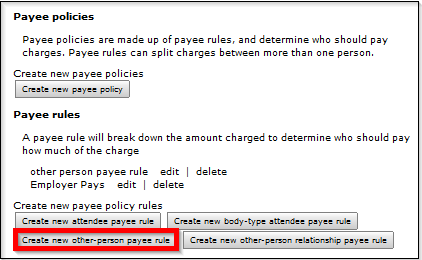 Payee policies
Payee policies are made up of payee rules, and determine who should pay
charges. Payee rules can split charges between more than one person.
Create new payee policies
Create new payee policy
Payee rules
A payee rule will break down the amount charged to determine who should pay
how much of the charge
other person payee rule edit | delete
Employer Pays edit | delete
Create new payee policy rules
Create new attendee payee rule Create new body-type attendee payee rule
Create new other-person payee rule Create new other-person relationship payee rule